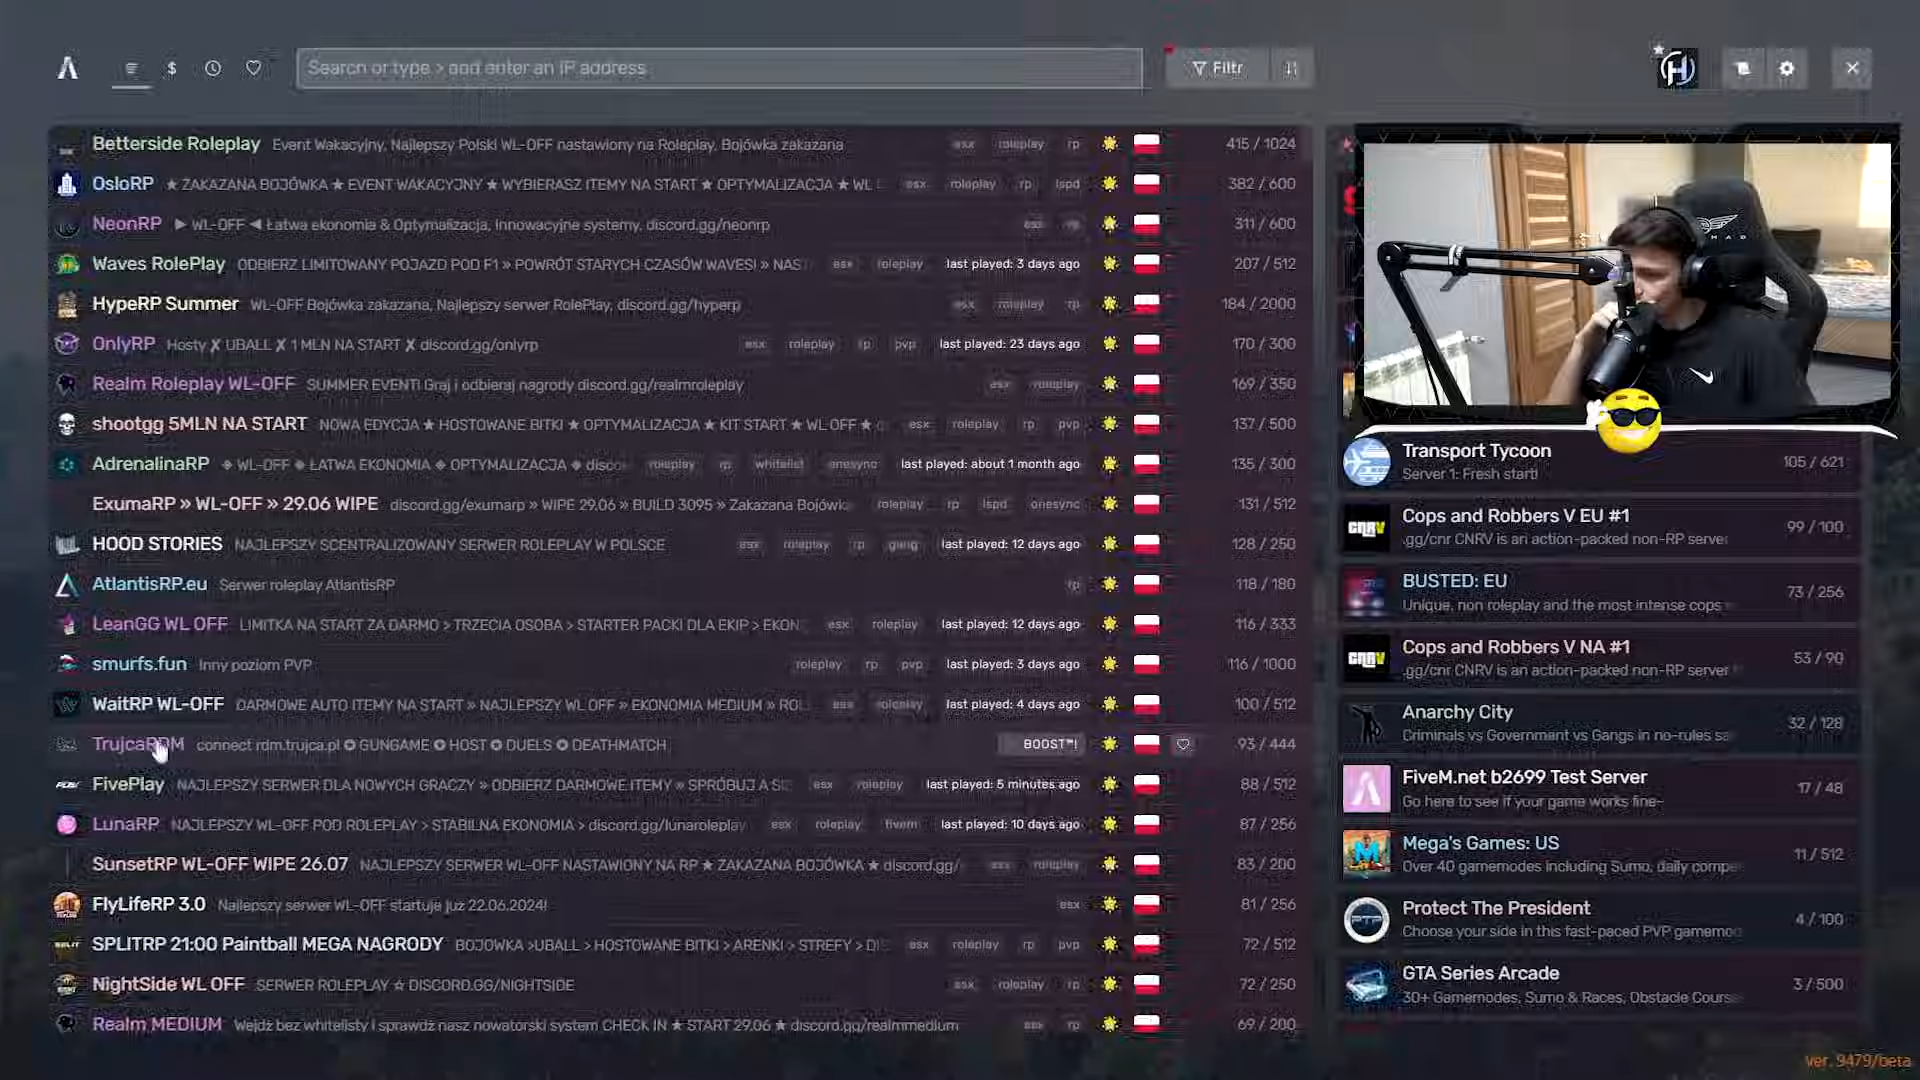 $
Search or type > and enter an IP address
Filtr
Betterside Roleplay Event Wakacyjny, Najlepszy Polski WL-OFF nastawiony na Roleplay, Bojówka zakazana esx roleplay rp 415 / 1024
OsloRP ★ ZAKAZANA BOJÓWKA ★ EVENT WAKACYJNY ★ WYBIERASZ ITEMY NA START ★ OPTYMALIZACJA ★ WL esx roleplay rp lspd 382 / 600
NeonRP ▶ WL-OFF ◀ Łatwa ekonomia & Optymalizacja, Innowacyjne systemy, discord.gg/neonrp esx rp 311 / 600
Waves RolePlay ODBIERZ LIMITOWANY POJAZD POD F1 » POWRÓT STARYCH CZASÓW WAVES! » NAS esx roleplay last played: 3 days ago 207 / 512
HypeRP Summer WL-OFF Bojówka zakazana, Najlepszy serwer RolePlay, discord.gg/hyperp esx roleplay rp 184 / 2000
OnlyRP Hosty ✘ UBALL ✘ 1 MLN NA START ✘ discord.gg/onlyrp esx roleplay rp pvp last played: 23 days ago 170 / 300
Realm Roleplay WL-OFF SUMMER EVENT! Graj i odbieraj nagrody discord.gg/realmroleplay esx roleplay 169 / 350
shootgg 5MLN NA START NOWA EDYCJA ★ HOSTOWANE BITKI ★ OPTYMALIZACJA ★ KIT START ★ WL OFF ★ esx roleplay rp pvp 137 / 500
AdrenalinaRP ◆ WL-OFF ◆ ŁATWA EKONOMIA ◆ OPTYMALIZACJA ◆ disco roleplay rp whitelist onesync last played: about 1 month ago 135 / 300
ExumaRP » WL-OFF » 29.06 WIPE discord.gg/exumarp » WIPE 29.06 » BUILD 3095 » Zakazana Bojówk roleplay rp lspd onesync 131 / 512
HOOD STORIES NAJLEPSZY SCENTRALIZOWANY SERWER ROLEPLAY W POLSCE esx roleplay rp gang last played: 12 days ago 128 / 250
AtlantisRP.eu Serwer roleplay AtlantisRP rp 118 / 180
LeanGG WL OFF LIMITKA NA START ZA DARMO > TRZECIA OSOBA > STARTER PACKI DLA EKIP > EKON esx roleplay last played: 12 days ago 116 / 333
smurfs.fun Inny poziom PVP roleplay rp pvp last played: 3 days ago 116 / 1000
WaitRP WL-OFF DARMOWE AUTO ITEMY NA START » NAJLEPSZY WL OFF » EKONOMIA MEDIUM » ROL esx roleplay last played: 4 days ago 100 / 512
TrujcaRDM connect rdm.trujca.pl ✪ GUNGAME ✪ HOST ✪ DUELS ✪ DEATHMATCH BOOST™! 93 / 444
FivePlay NAJLEPSZY SERWER DLA NOWYCH GRACZY » ODBIERZ DARMOWE ITEMY » SPRÓBUJ A esx roleplay last played: 5 minutes ago 88 / 512
LunaRP NAJLEPSZY WL-OFF POD ROLEPLAY > STABILNA EKONOMIA > discord.gg/lunaroleplay esx roleplay fivem last played: 10 days ago 87 / 256
SunsetRP WL-OFF WIPE 26.07 NAJLEPSZY SERWER WL-OFF NASTAWIONY NA RP ★ ZAKAZANA BOJÓWKA ★ discord.gg/ esx roleplay 83 / 200
FlyLifeRP 3.0 Najlepszy serwer WL-OFF startuje już 22.06.2024! esx 81 / 256
SPLITRP 21:00 Paintball MEGA NAGRODY BOJOWKA >UBALL > HOSTOWANE BITKI > ARENKI > STREFY > esx roleplay rp pvp 72 / 512
NightSide WL OFF SERWER ROLEPLAY ☆ DISCORD.GG/NIGHTSIDE esx roleplay rp 72 / 250
Realm MEDIUM Wejdź bez whitelisty i sprawdź nasz nowatorski system CHECK IN ★ START 29.06 ★ discord.gg/realmmedium esx rp 69 / 200
Transport Tycoon 105 / 621
Server 1: Fresh start!
Cops and Robbers V EU #1 99 / 100
.gg/cnr CNRV is an action-packed non-RP server
BUSTED: EU 73 / 256
Unique, non roleplay and the most intense cops
Cops and Robbers V NA #1 53 / 90
.gg/cnr CNRV is an action-packed non-RP server
Anarchy City 32 / 128
Criminals vs Government vs Gangs in no-rules sa
FiveM.net b2699 Test Server 17 / 48
Go here to see if your game works fine~
Mega's Games: US 11 / 512
Over 40 gamemodes including Sumo, daily compe
Protect The President 4 / 100
Choose your side in this fast-paced PVP gamemo
GTA Series Arcade 3 / 500
30+ Gamemodes, Sumo & Races, Obstacle Course
ver. 9479/beta